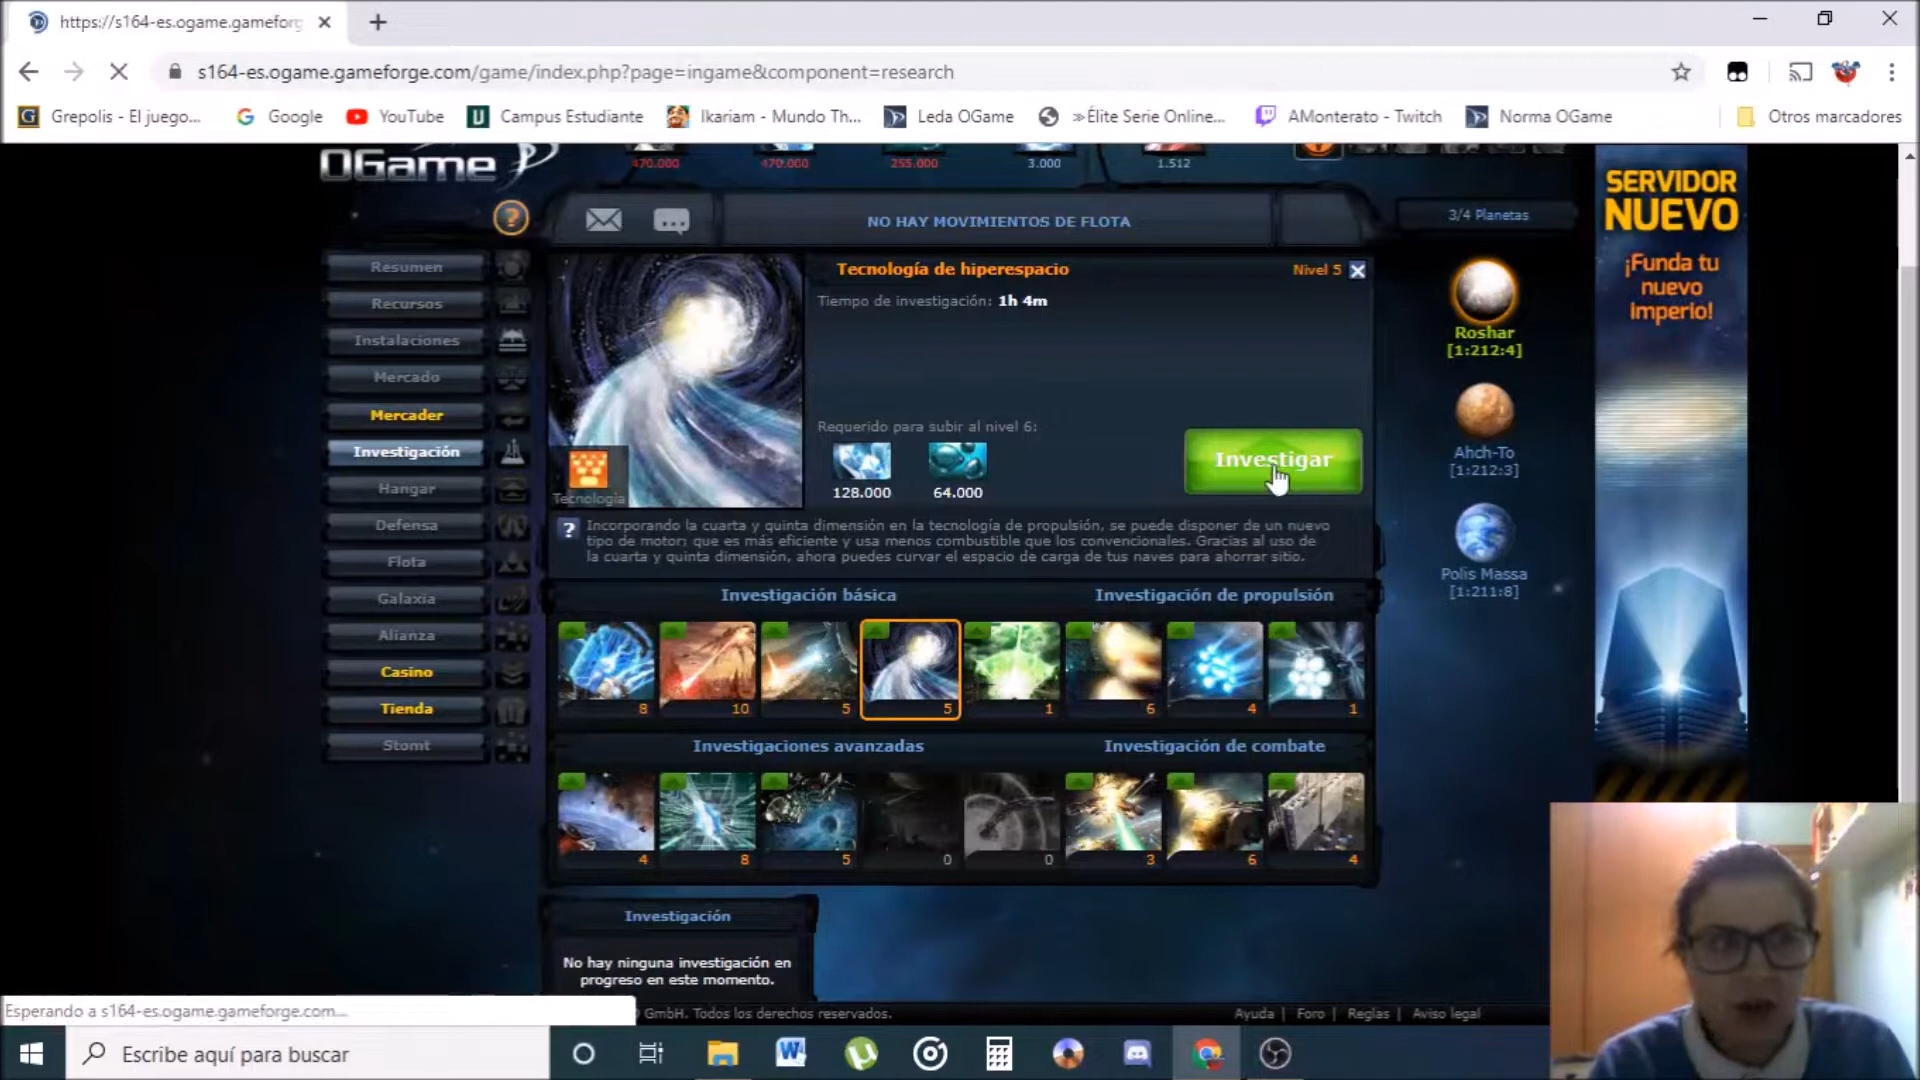 https://s164-es.ogame.gameforg
s164-es.ogame.gameforge.com/game/index.php?page=ingame&component=research
Grepolis - El juego...
Google
YouTube
Campus Estudiante
Ikariam - Mundo Th...
Leda OGame
»Élite Serie Online...
AMonterato - Twitch
Norma OGame
Otros marcadores
OGame
470.000
470.000
255.000
3.000
1.512
NO HAY MOVIMIENTOS DE FLOTA
3/4 Planetas
Resumen
Recursos
Instalaciones
Mercado
Mercader
Investigación
Hangar
Defensa
Flota
Galaxia
Alianza
Casino
Tienda
Stomt
Tecnología de hiperespacio
Nivel 5
Tiempo de investigación: 1h 4m
Requerido para subir al nivel 6:
128.000
64.000
Investigar
Tecnología
Incorporando la cuarta y quinta dimensión en la tecnología de propulsión, se puede disponer de un nuevo
tipo de motor; que es más eficiente y usa menos combustible que los convencionales. Gracias al uso de
la cuarta y quinta dimensión, ahora puedes curvar el espacio de carga de tus naves para ahorrar sitio.
Investigación básica
Investigación de propulsión
8
10
5
5
1
6
4
1
Investigaciones avanzadas
Investigación de combate
4
8
5
0
0
3
6
4
Investigación
No hay ninguna investigación en
progreso en este momento.
Roshar
[1:212:4]
Ahch-To
[1:212:3]
Polis Massa
[1:211:8]
SERVIDOR
NUEVO
¡Funda tu
nuevo
imperio!
Esperando a s164-es.ogame.gameforge.com...
GmbH. Todos los derechos reservados.
Ayuda | Foro | Reglas | Aviso legal
Escribe aquí para buscar